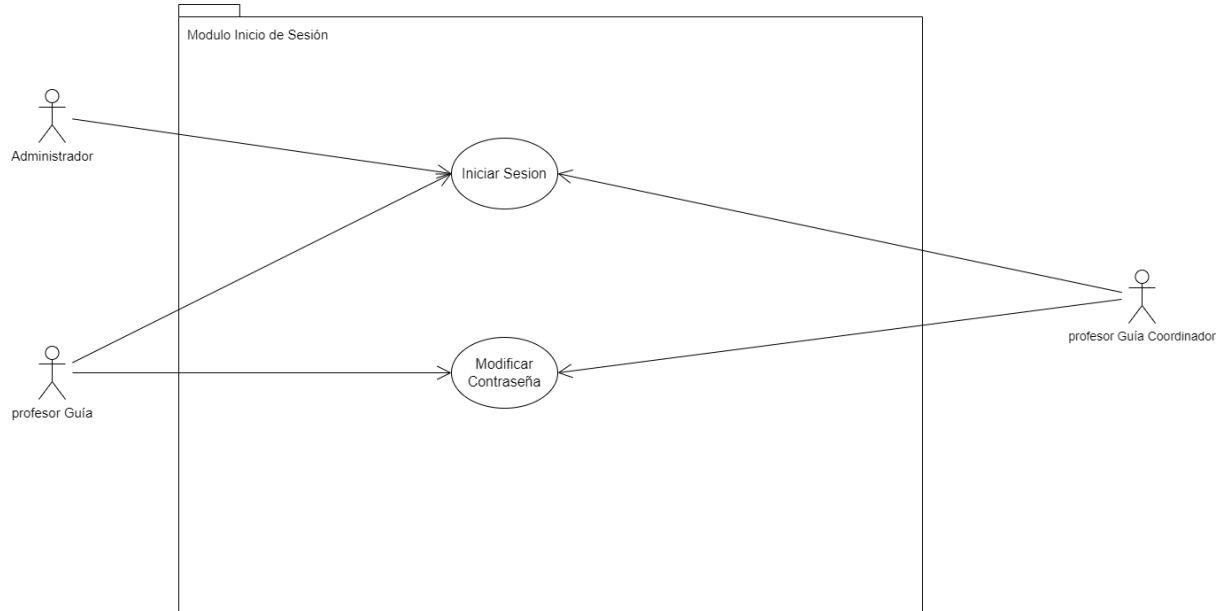 Modulo Inicio de Sesión
Administrador
Iniciar Sesion
profesor Guía Coordinador
Modificar
Contraseña
profesor Guía